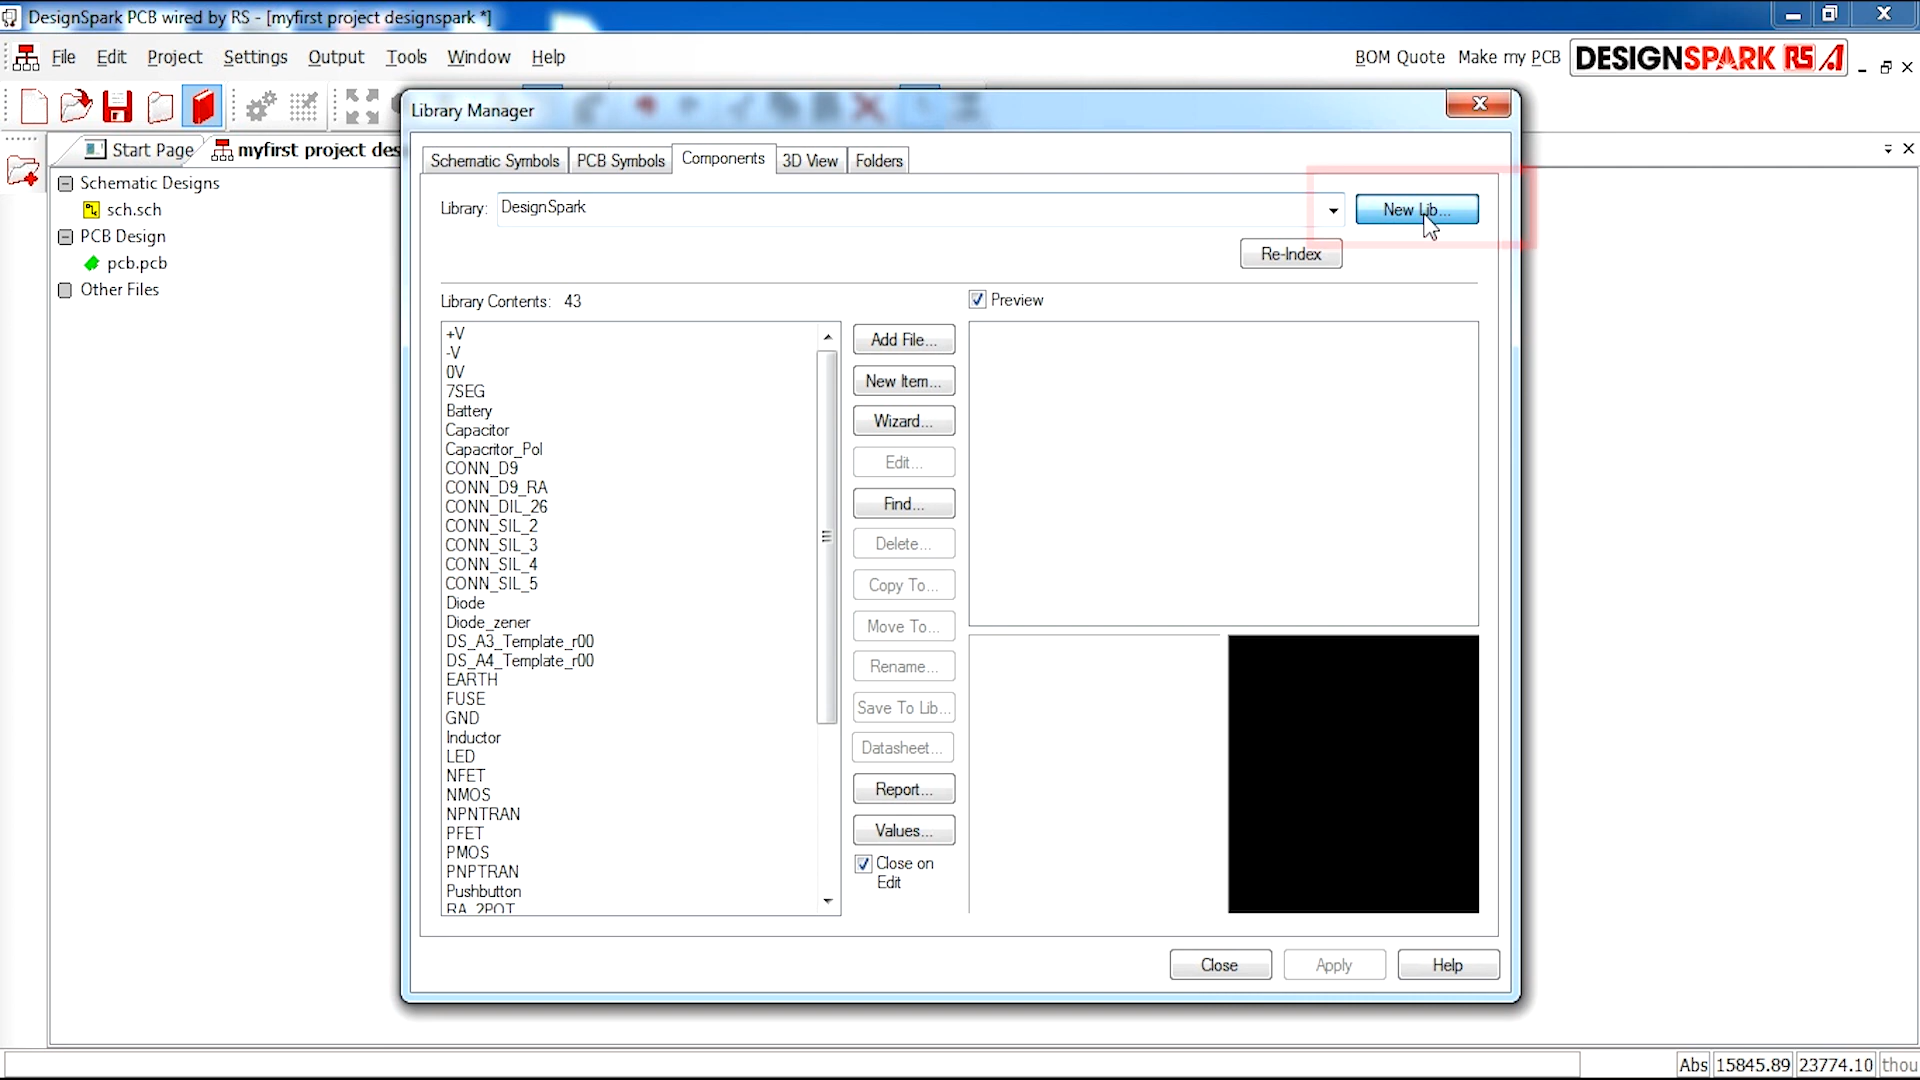 DesignSpark PCB wired by RS - [myfirst project designspark *]
File Edit Project Settings Output Tools Window Help
BOM Quote Make my PCB DESIGNSPARK RS
Library Manager
Start Page myfirst project des
Schematic Symbols PCB Symbols Components 3D View Folders
Schematic Designs
sch.sch
PCB Design
pcb.pcb
Other Files
Library: DesignSpark New Lib...
Re-Index
Library Contents: 43
Preview
+V
-V
0V
7SEG
Battery
Capacitor
Capacritor_Pol
CONN_D9
CONN_D9_RA
CONN_DIL_26
CONN_SIL_2
CONN_SIL_3
CONN_SIL_4
CONN_SIL_5
Diode
Diode_zener
DS_A3_Template_r00
DS_A4_Template_r00
EARTH
FUSE
GND
Inductor
LED
NFET
NMOS
NPNTRAN
PFET
PMOS
PNPTRAN
Pushbutton
RA_2POT
Add File...
New Item...
Wizard...
Edit...
Find...
Delete...
Copy To...
Move To...
Rename...
Save To Lib...
Datasheet...
Report...
Values...
Close on
Edit
Close Apply Help
Abs 15845.89 23774.10 thou